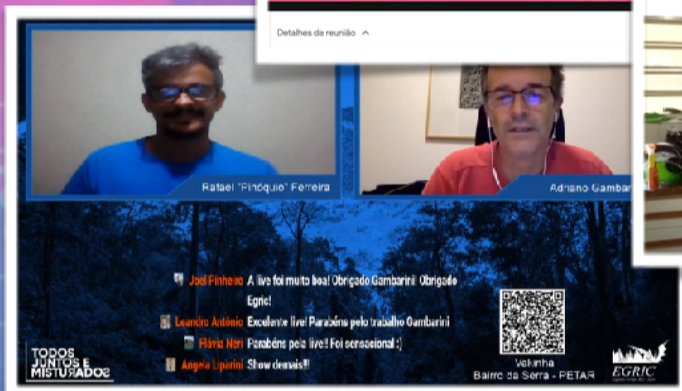 Detalhes da reunião
Rafael "Pinóquio" Ferreira
Adriano Gambar
Joel Pinheiro A live foi muito boa! Obrigado Gambarini! Obrigado
Egric!
Leandro Antônio Excelente live! Parabéns pelo trabalho Gambarini
Flávia Neri Parabéns pela live!! Foi sensacional :)
Angela Liparini Show demais!!!
TODOS
JUNTOS E
MISTURADOS
Vakinha
Bairro da Serra - PETAR
EGRIC